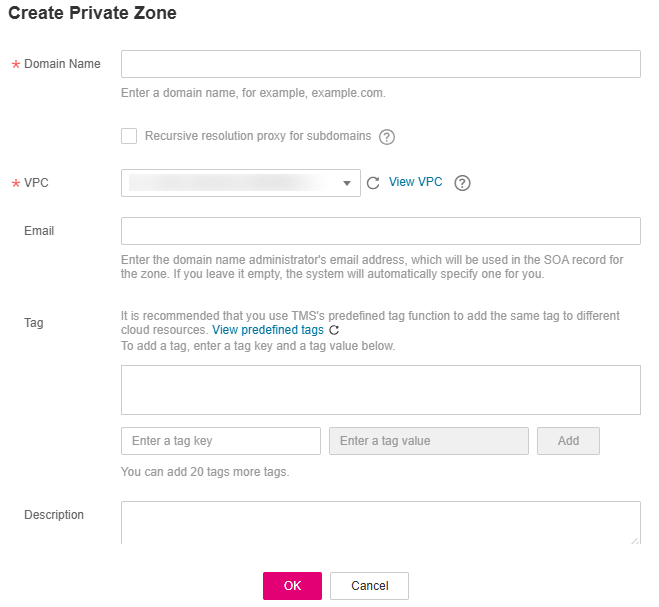 Create Private Zone
* Domain Name
Enter a domain name, for example, example.com.
Recursive resolution proxy for subdomains ?
* VPC
View VPC ?
Email
Enter the domain name administrator's email address, which will be used in the SOA record for
the zone. If you leave it empty, the system will automatically specify one for you.
Tag
It is recommended that you use TMS's predefined tag function to add the same tag to different
cloud resources. View predefined tags
To add a tag, enter a tag key and a tag value below.
Enter a tag key
Enter a tag value
Add
You can add 20 tags more tags.
Description
OK
Cancel